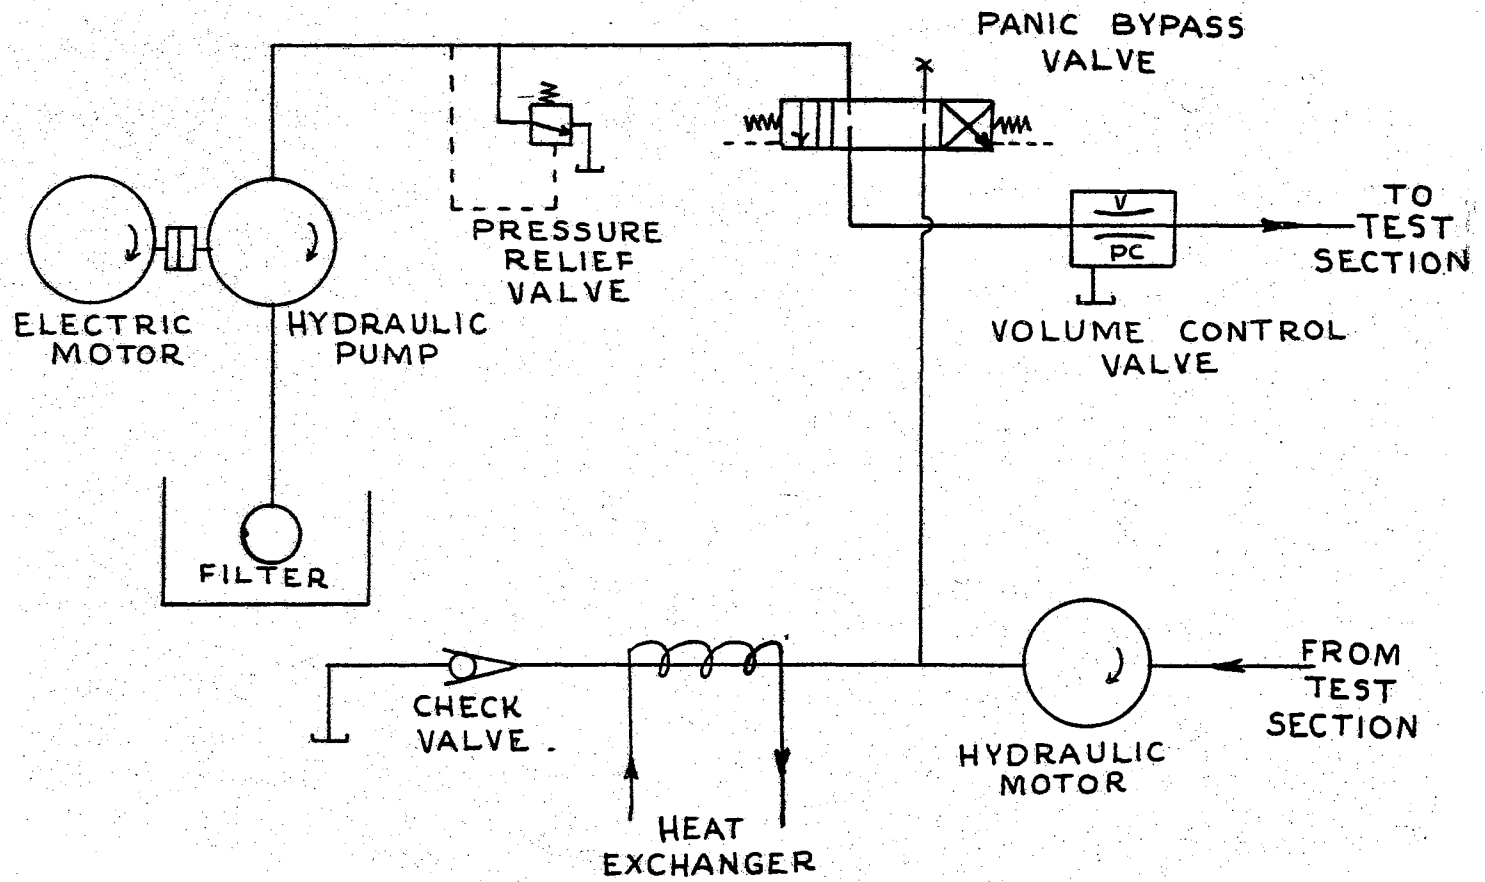 PANIC BYPASS
VALVE
PRESSURE
RELIEF
VALVE
V
PC
TO
TEST
SECTION
ELECTRIC
MOTOR
HYDRAULIC
PUMP
VOLUME CONTROL
VALVE
FILTER
CHECK
VALVE.
HEAT
EXCHANGER
HYDRAULIC
MOTOR
FROM
TEST
SECTION